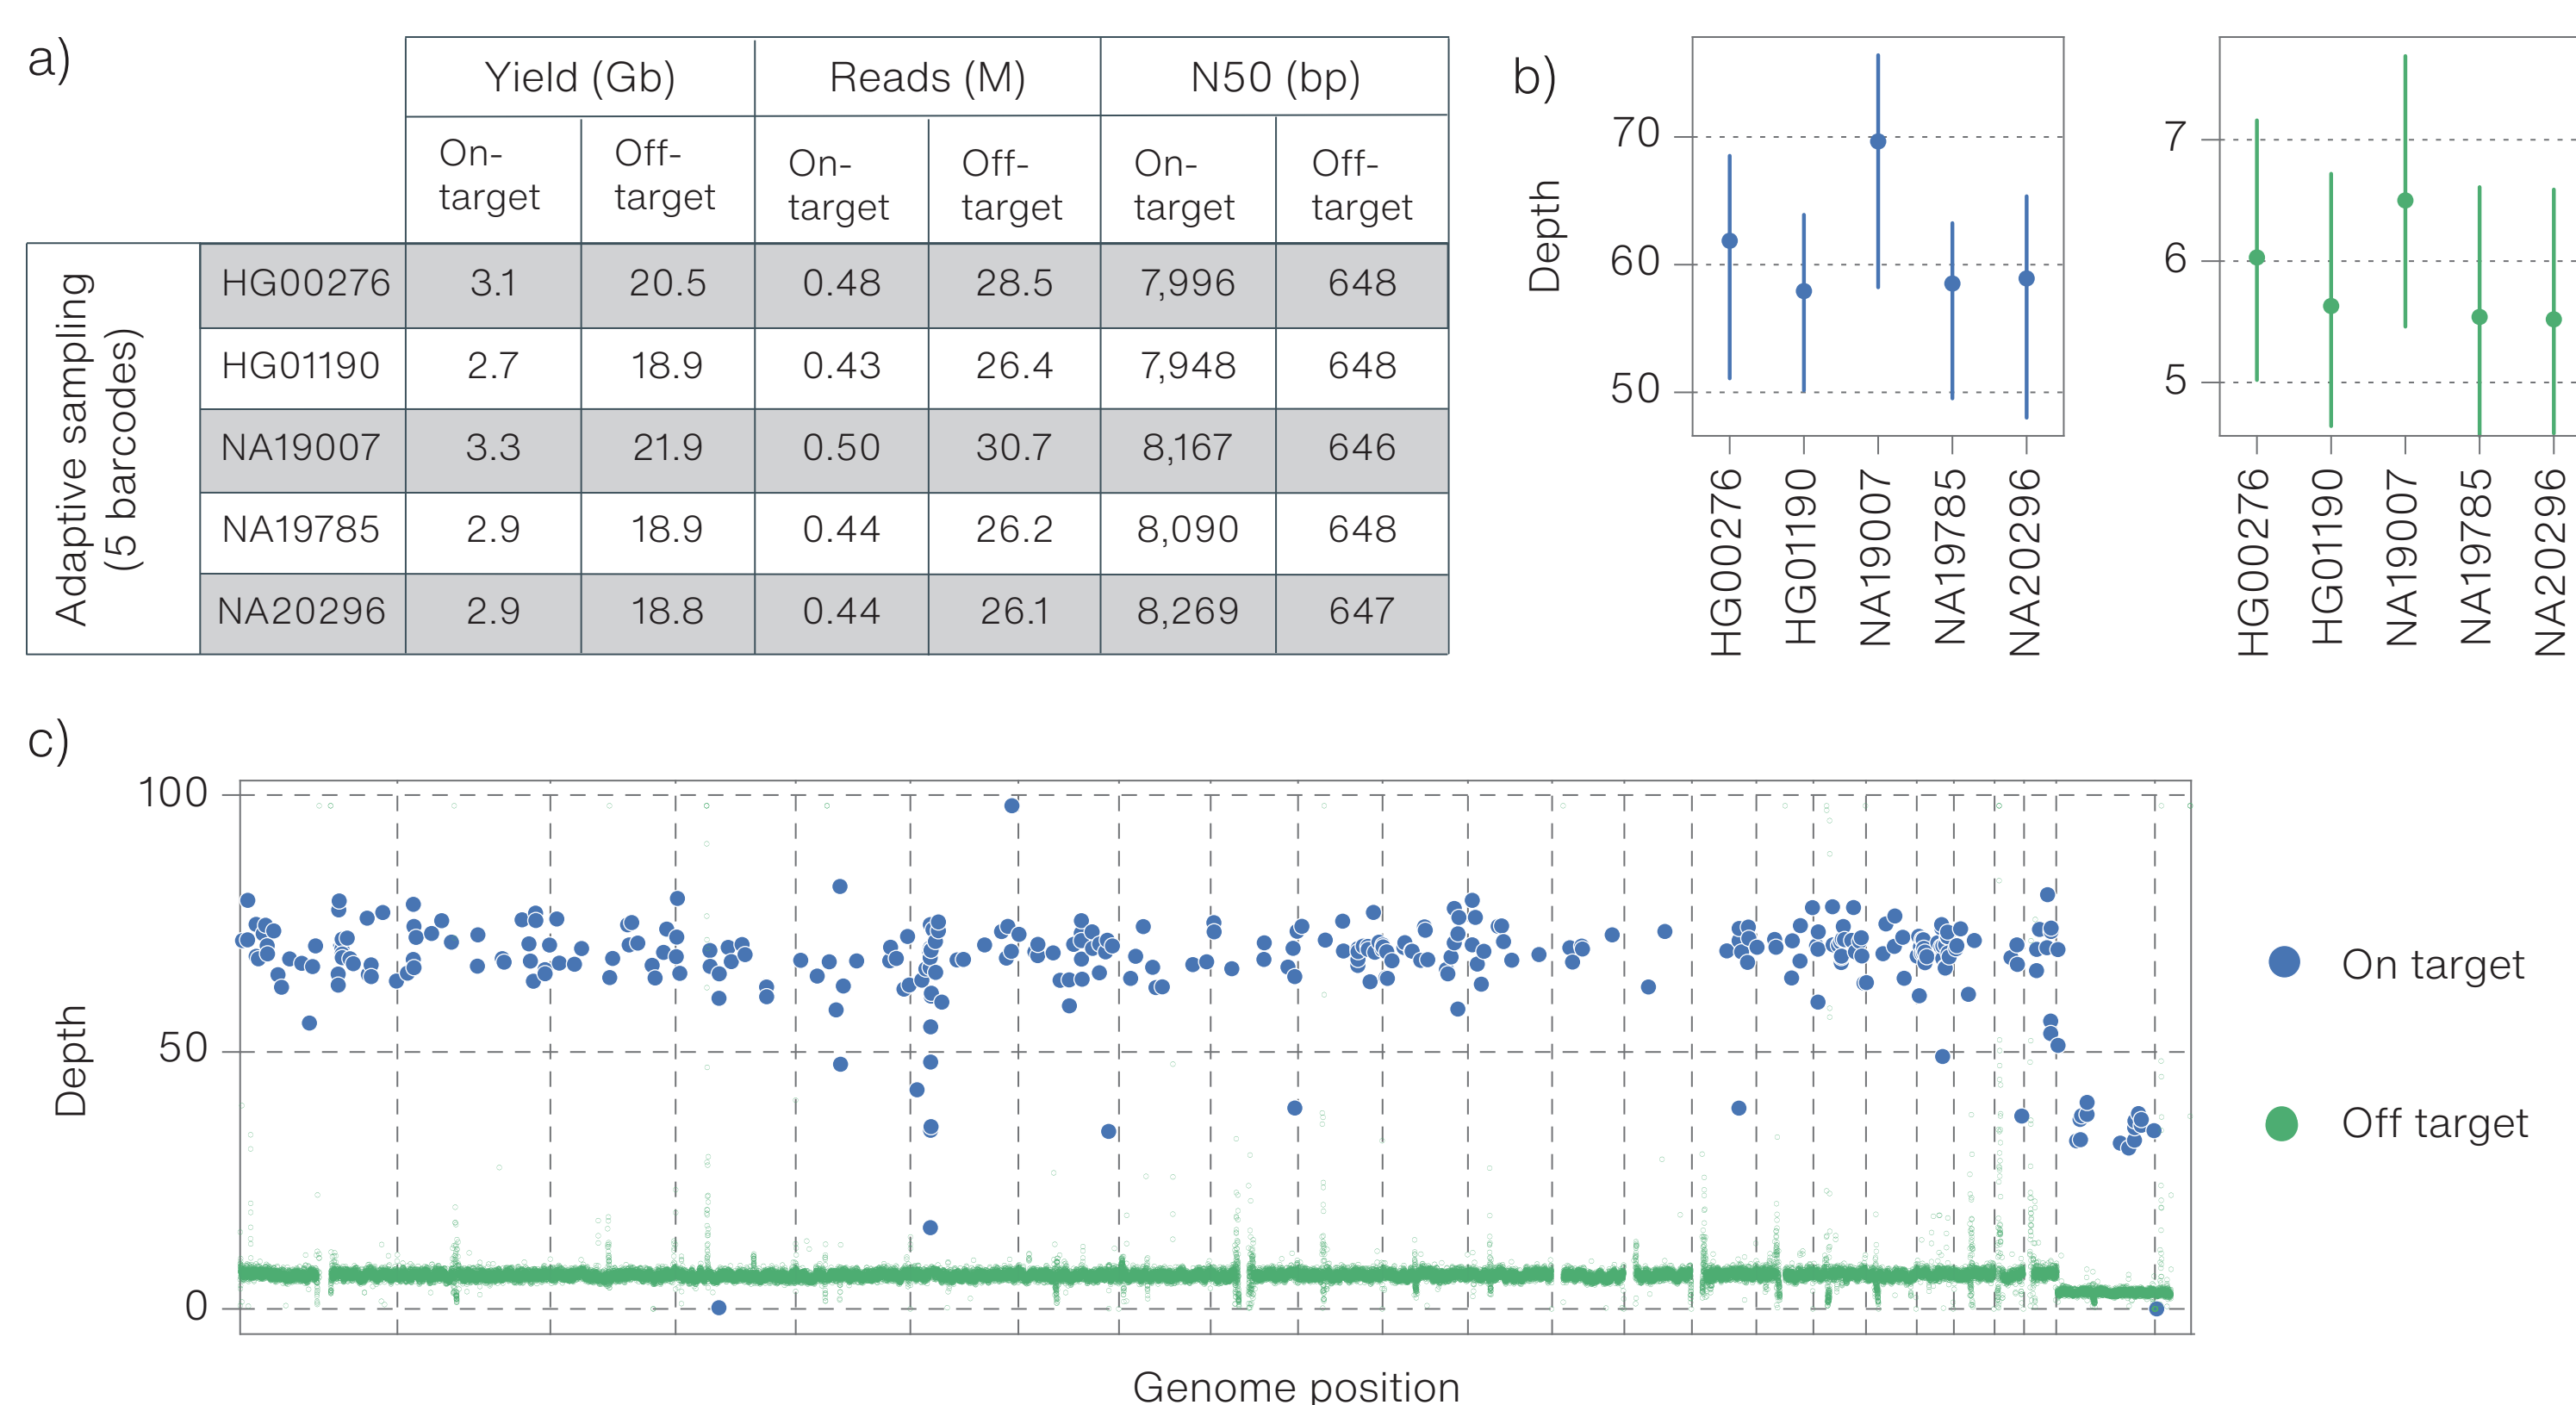 a)
Yield (Gb) Reads (M) N50 (bp)
On-target Off-target On-target Off-target On-target Off-target
Adaptive sampling
(5 barcodes)
HG00276 3.1 20.5 0.48 28.5 7,996 648
HG01190 2.7 18.9 0.43 26.4 7,948 648
NA19007 3.3 21.9 0.50 30.7 8,167 646
NA19785 2.9 18.9 0.44 26.2 8,090 648
NA20296 2.9 18.8 0.44 26.1 8,269 647
b)
Depth
70
60
50
HG00276 HG01190 NA19007 NA19785 NA20296
7
6
5
HG00276 HG01190 NA19007 NA19785 NA20296
c)
Depth
100
50
0
Genome position
On target
Off target